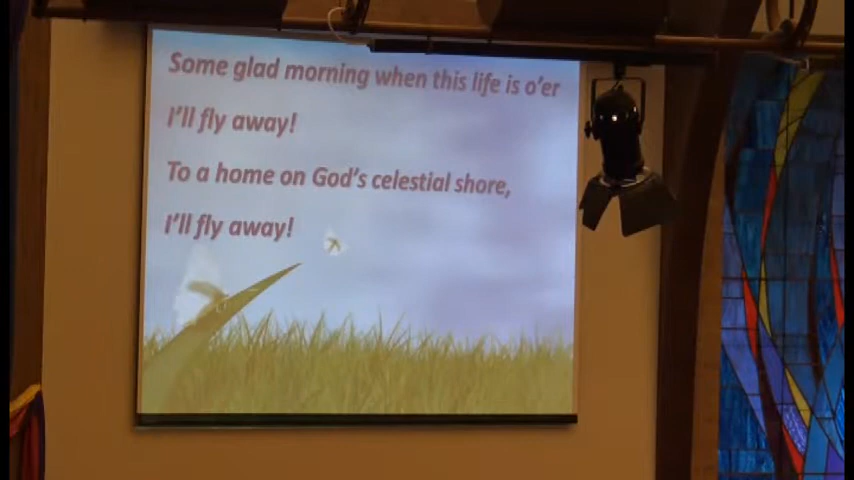 Some glad morning when this life is o'er
I'll fly away!
To a home on God's celestial shore,
I'll fly away!